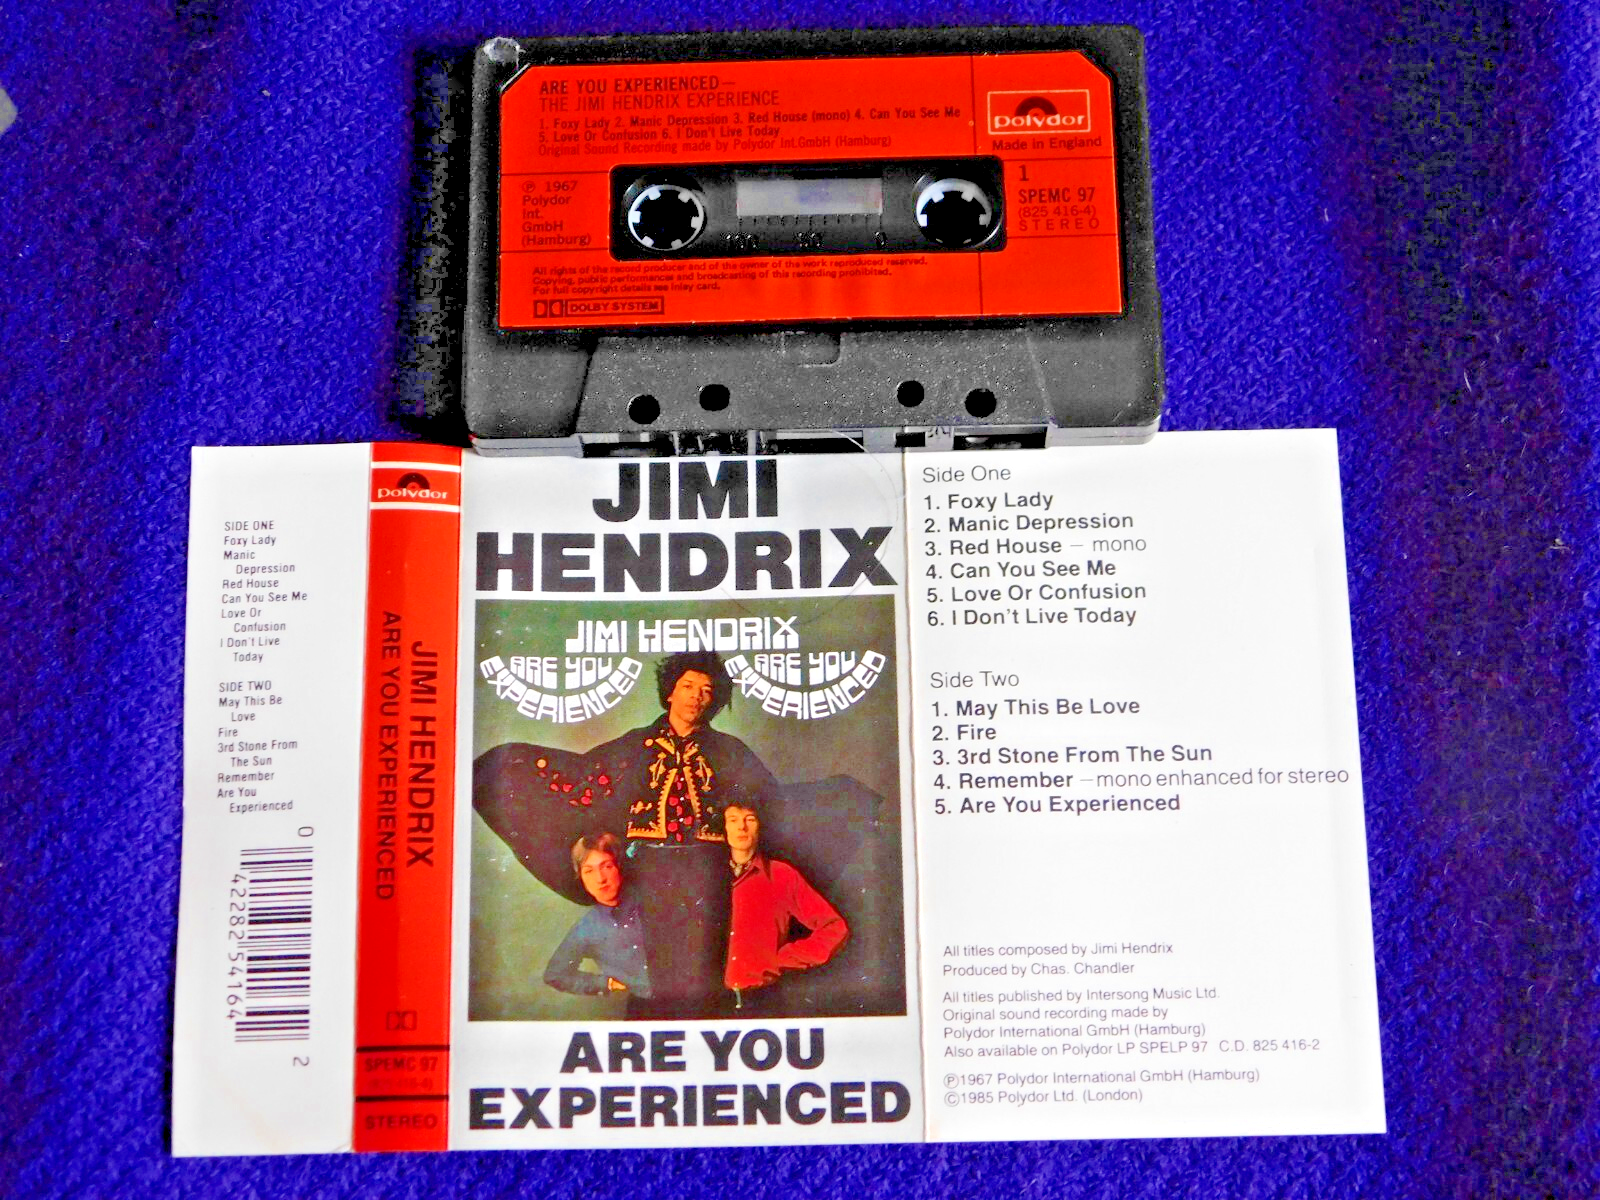 ARE YOU EXPERIENCED—
THE JIMI HENDRIX EXPERIENCE
1. Foxy Lady 2. Manic Depression 3. Red House (mono) 4. Can You See Me
5. Love Or Confusion 6. I Don't Live Today
Original Sound Recording made by Polydor Int.GmbH (Hamburg)
polydor
Made in England
℗ 1967
Polydor
Int.
GmbH
(Hamburg)
1
SPEMC 97
(825 416-4)
STEREO
100 50 0
All rights of the record producer and of the owner of the work reproduced reserved.
Copying, public performances and broadcasting of this recording prohibited.
For full copyright details see inlay card.
DOLBY SYSTEM
SIDE ONE
Foxy Lady
Manic
Depression
Red House
Can You See Me
Love Or
Confusion
I Don't Live
Today
SIDE TWO
May This Be
Love
Fire
3rd Stone From
The Sun
Remember
Are You
Experienced
0 42282 54164 2
polydor
JIMI HENDRIX
ARE YOU EXPERIENCED
SPEMC 97
STEREO
JIMI
HENDRIX
JIMI HENDRIX
ARE YOU
EXPERIENCED
ARE YOU
EXPERIENCED
ARE YOU
EXPERIENCED
Side One
1. Foxy Lady
2. Manic Depression
3. Red House – mono
4. Can You See Me
5. Love Or Confusion
6. I Don't Live Today
Side Two
1. May This Be Love
2. Fire
3. 3rd Stone From The Sun
4. Remember – mono enhanced for stereo
5. Are You Experienced
All titles composed by Jimi Hendrix
Produced by Chas. Chandler
All titles published by Intersong Music Ltd.
Original sound recording made by
Polydor International GmbH (Hamburg)
Also available on Polydor LP SPELP 97 C.D. 825 416-2
℗1967 Polydor International GmbH (Hamburg)
©1985 Polydor Ltd. (London)